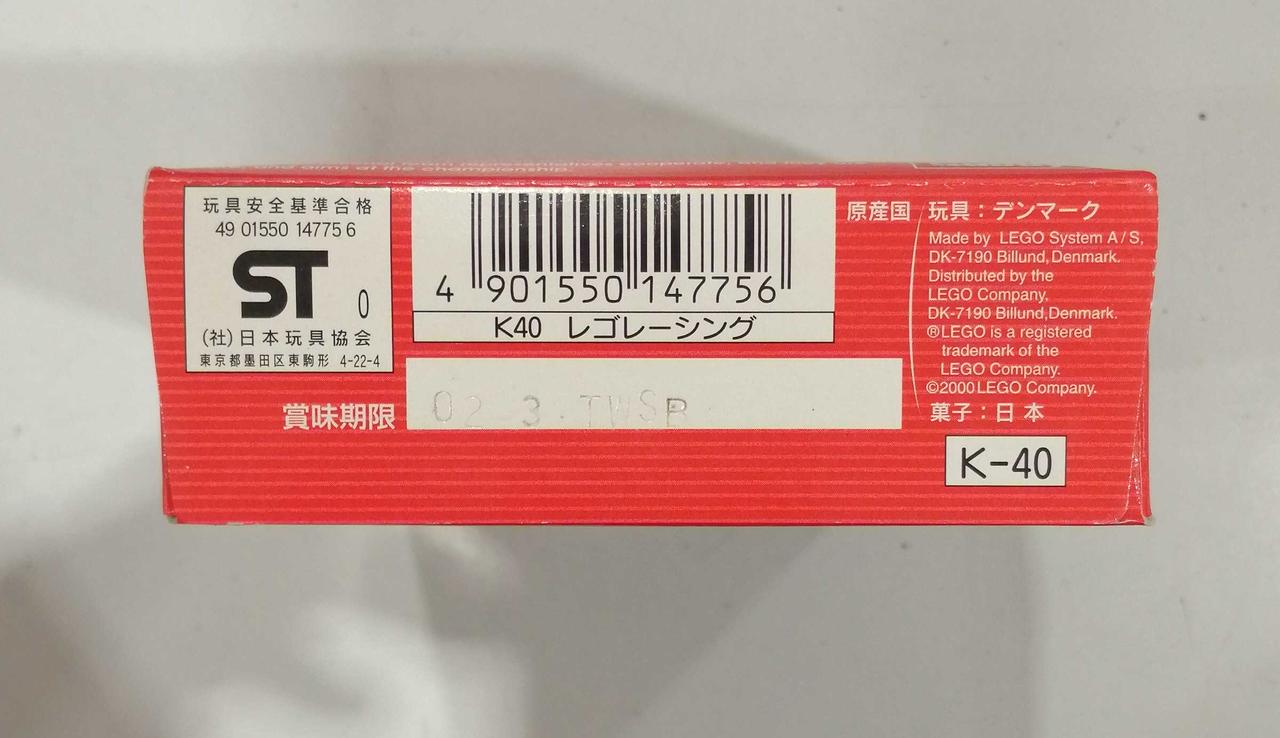 aims of the championship.
玩具安全基準合格
49 01550 14775 6
ST 0
(社)日本玩具協会
東京都墨田区東駒形 4-22-4
4 901550 147756
K40 レゴレーシング
賞味期限
02 3 TWSB
原産国
玩具：デンマーク
Made by LEGO System A/S,
DK-7190 Billund, Denmark.
Distributed by the
LEGO Company,
DK-7190 Billund, Denmark.
®LEGO is a registered
trademark of the
LEGO Company.
©2000 LEGO Company.
菓子：日本
K-40